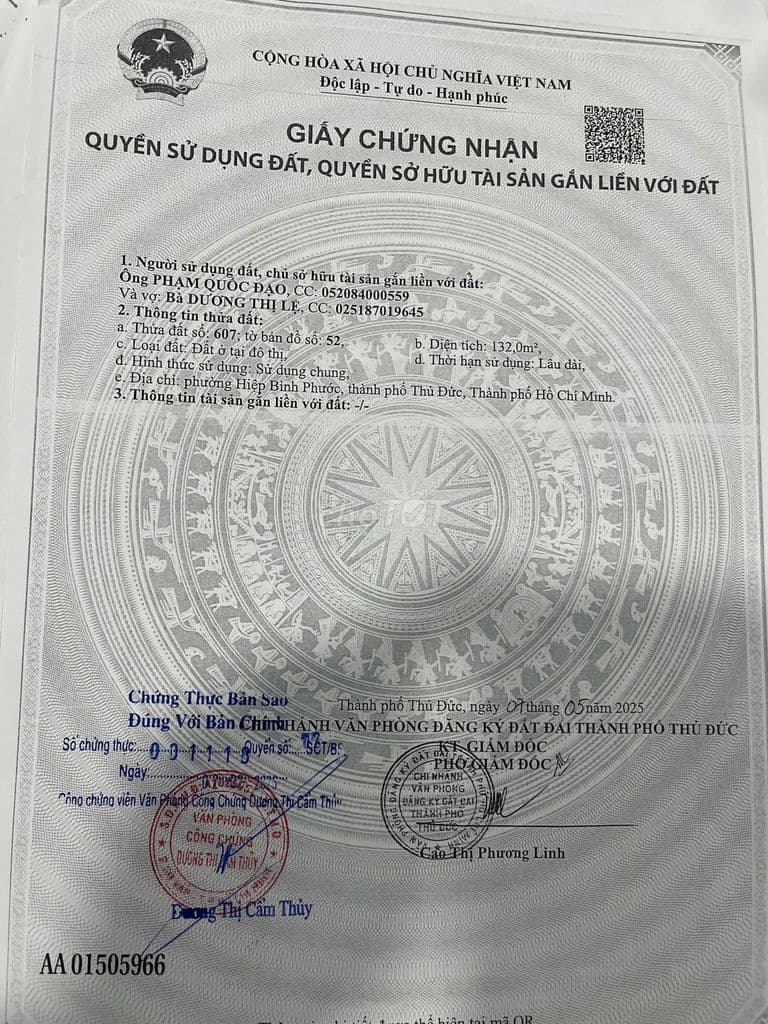 CỘNG HÒA XÃ HỘI CHỦ NGHĨA VIỆT NAM
Độc lập - Tự do - Hạnh phúc
GIẤY CHỨNG NHẬN
QUYỀN SỬ DỤNG ĐẤT, QUYỀN SỞ HỮU TÀI SẢN GẮN LIỀN VỚI ĐẤT
1. Người sử dụng đất, chủ sở hữu tài sản gắn liền với đất:
Ông PHẠM QUỐC ĐẠO, CC: 052084000559
Và vợ: Bà DƯƠNG THỊ LỆ, CC: 025187019645
2. Thông tin thửa đất:
a. Thửa đất số: 607; tờ bản đồ số: 52, b. Diện tích: 132,0m²,
c. Loại đất: Đất ở tại đô thị, d. Thời hạn sử dụng: Lâu dài,
đ. Hình thức sử dụng: Sử dụng chung,
e. Địa chỉ: phường Hiệp Bình Phước, thành phố Thủ Đức, Thành phố Hồ Chí Minh.
3. Thông tin tài sản gắn liền với đất: -/-
CHỢ TỐT
Thành phố Thủ Đức, ngày 07 tháng 05 năm 2025
CHI NHÁNH VĂN PHÒNG ĐĂNG KÝ ĐẤT ĐAI THÀNH PHỐ THỦ ĐỨC
KT. GIÁM ĐỐC
PHÓ GIÁM ĐỐC
CHI NHÁNH
VĂN PHÒNG
ĐĂNG KÝ ĐẤT ĐAI
THÀNH PHỐ
THỦ ĐỨC
Cao Thị Phương Linh
Chứng Thực Bản Sao
Đúng Với Bản Chính
Số chứng thực: 001118 Quyển số: SCT/BS
Ngày:
Công chứng viên Văn Phòng Công Chứng Dương Thị Cẩm Thủy
VĂN PHÒNG
CÔNG CHỨNG
DƯƠNG THỊ CẨM THỦY
Dương Thị Cẩm Thủy
AA 01505966